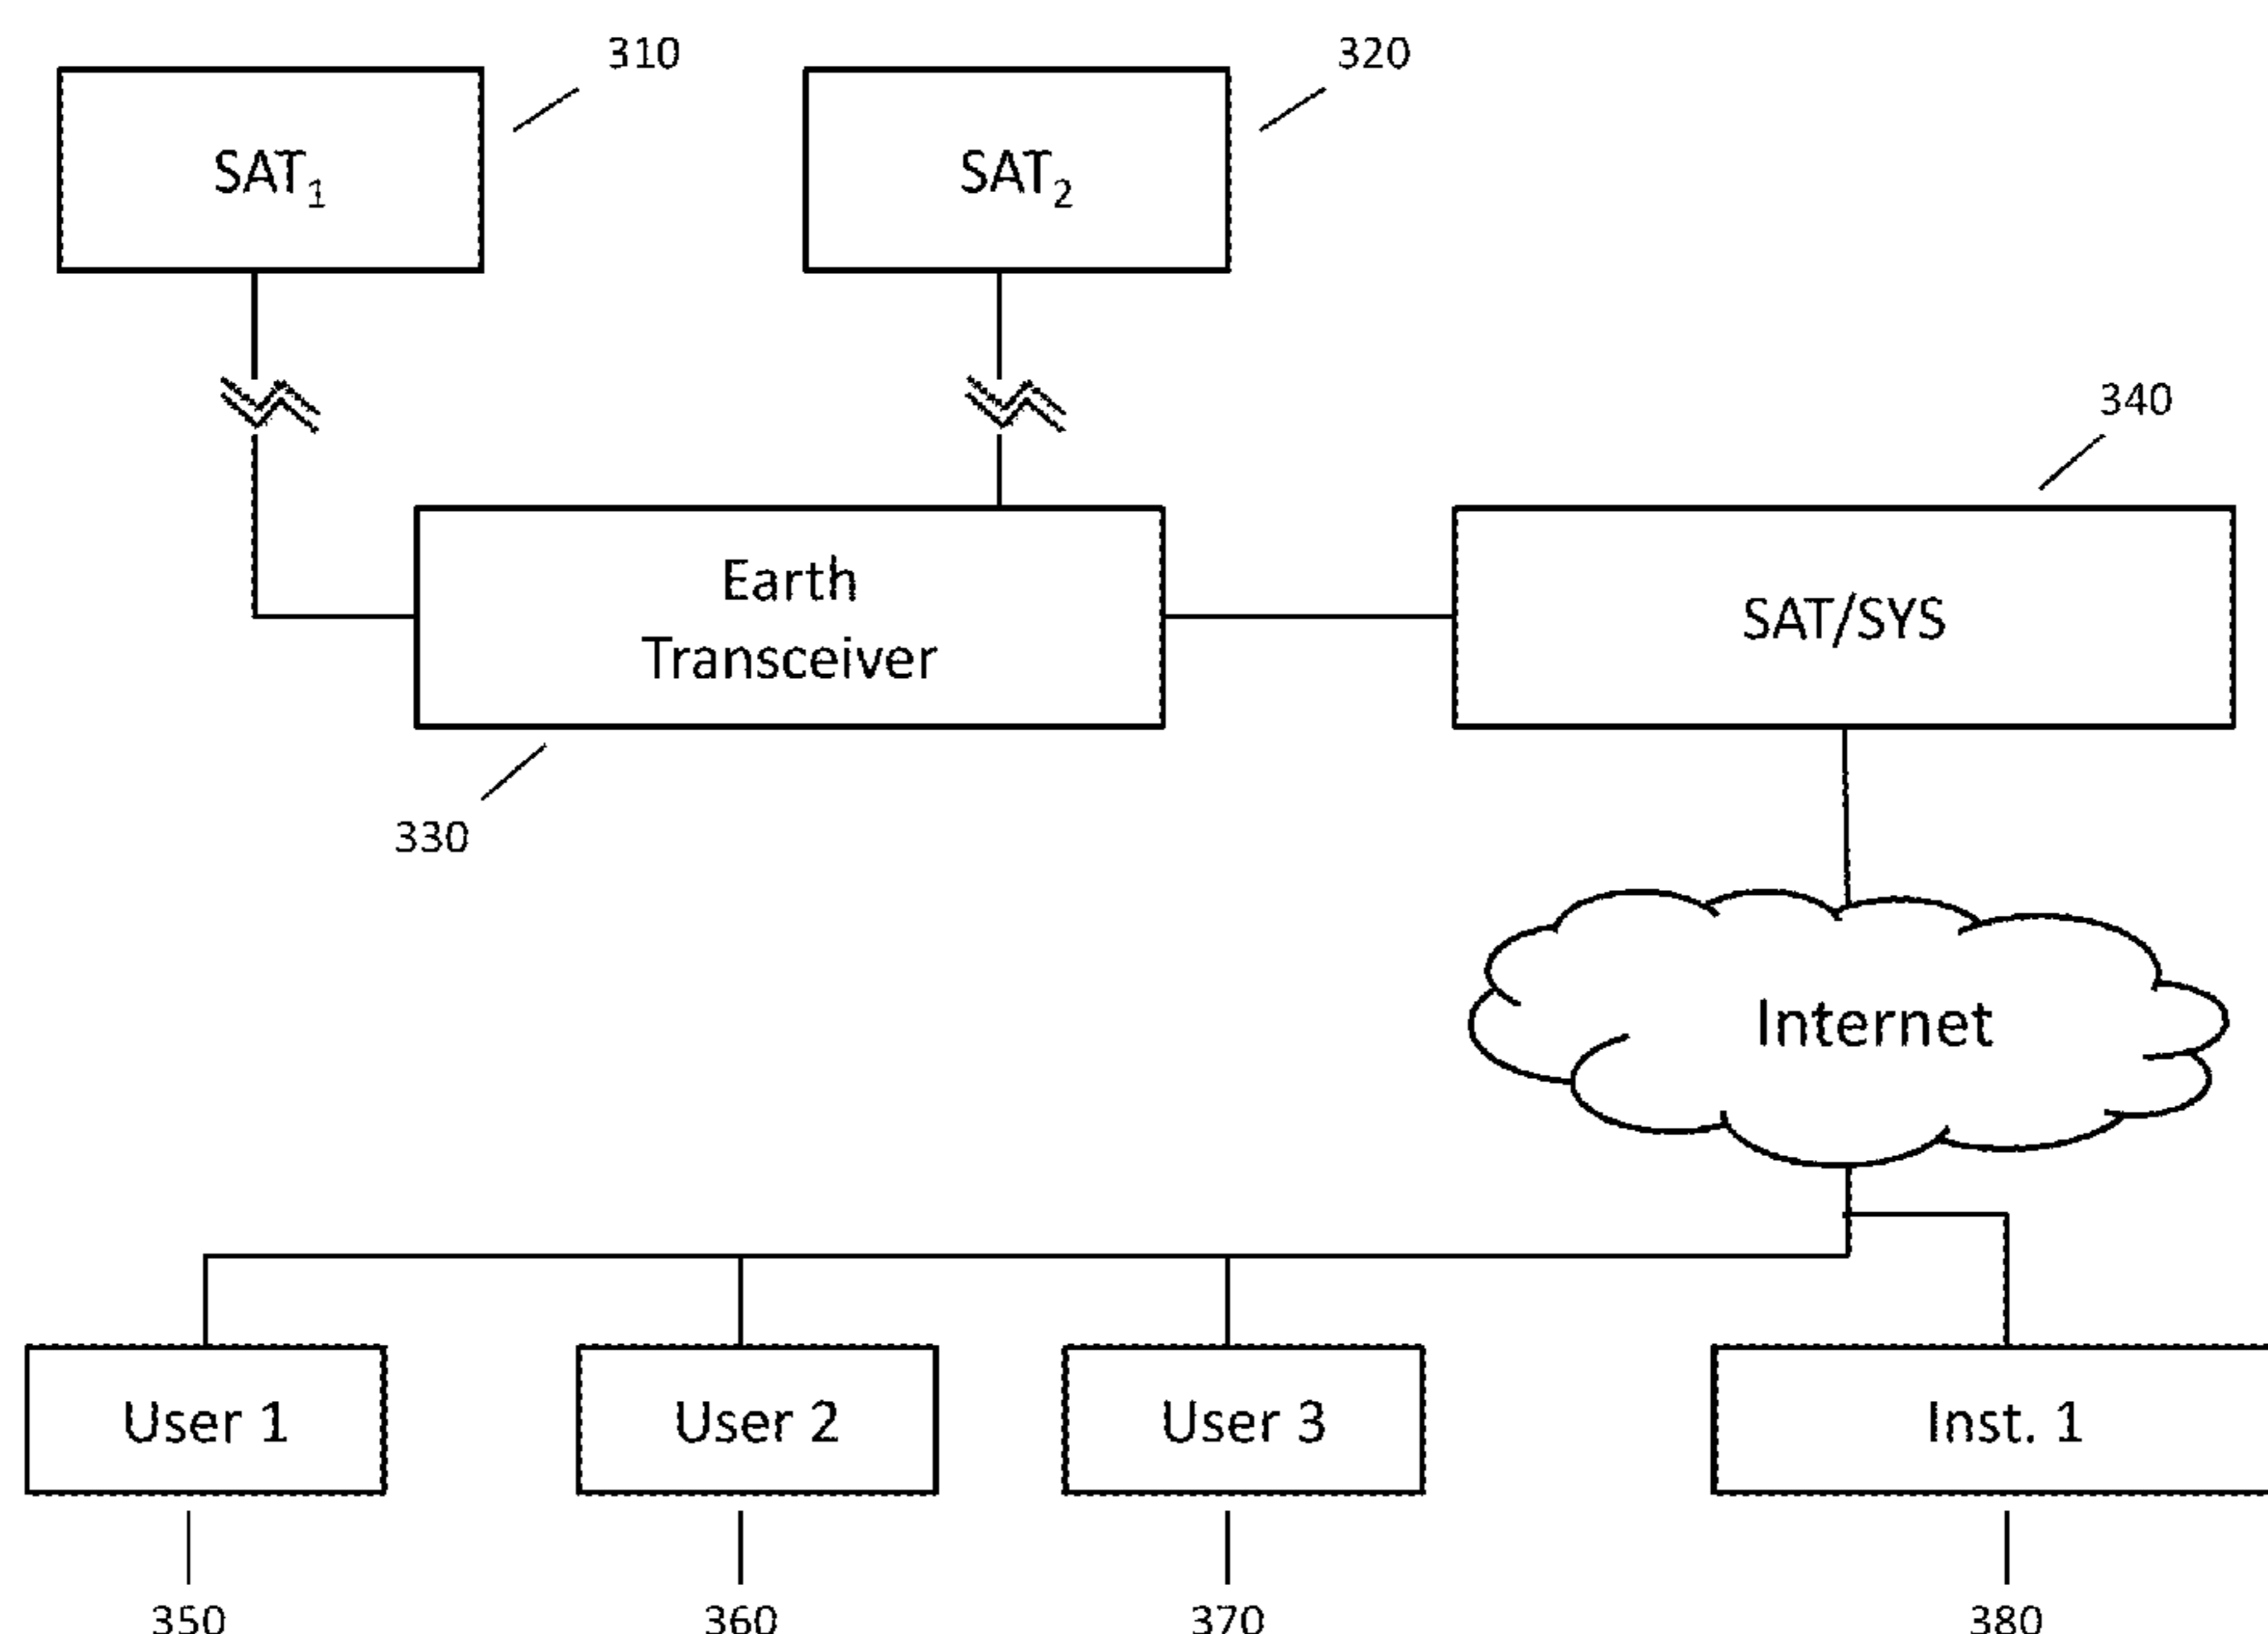 310
320
SAT₁
SAT₂
340
Earth
Transceiver
SAT/SYS
330
Internet
User 1
User 2
User 3
Inst. 1
350
360
370
380